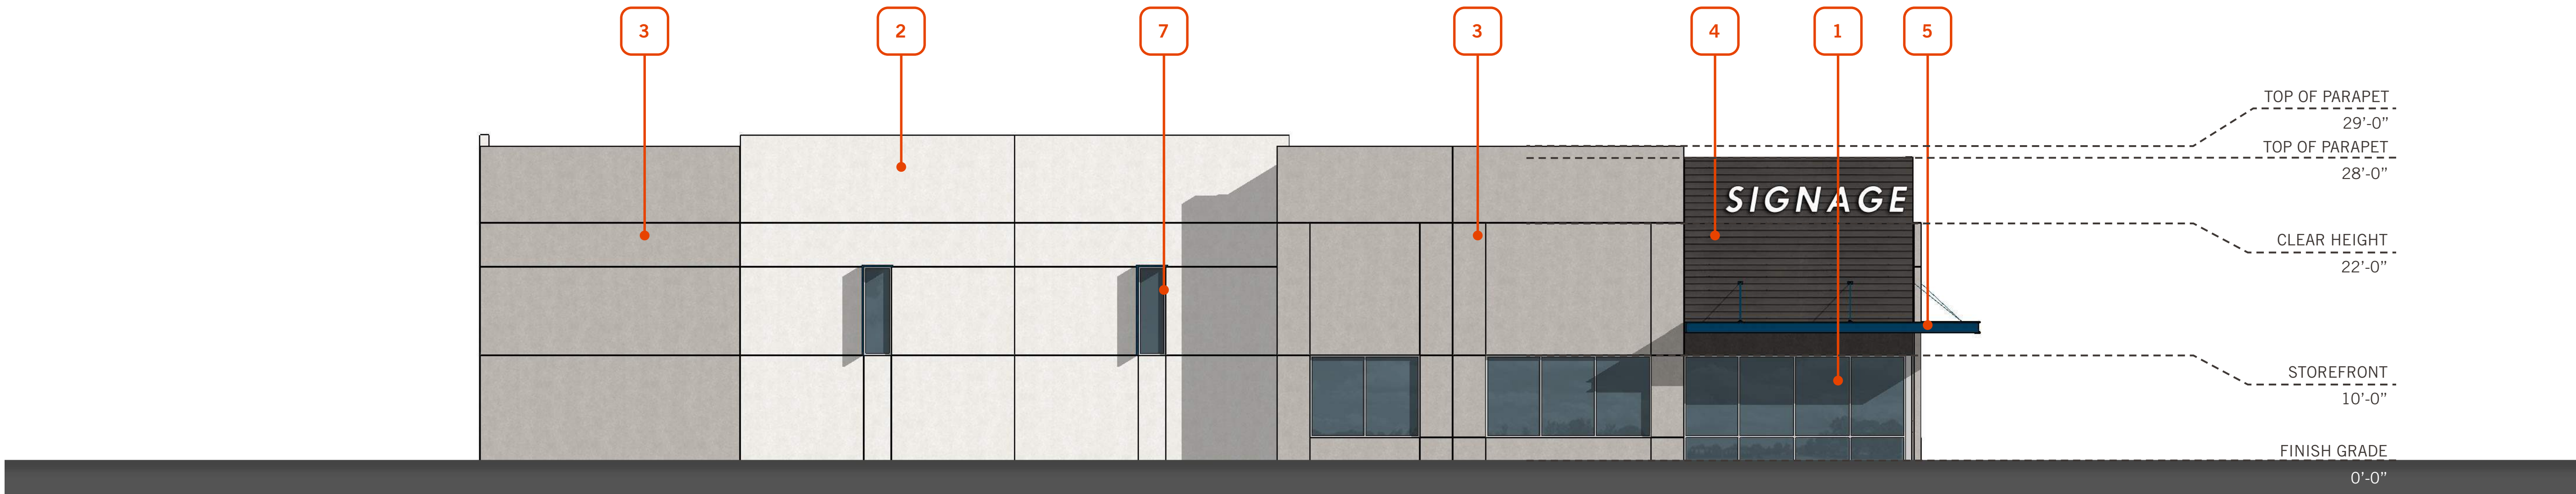 3
2
7
3
4
1
5
TOP OF PARAPET
29’-0”
TOP OF PARAPET
28’-0”
SIGNAGE
CLEAR HEIGHT
22’-0”
STOREFRONT
10’-0”
FINISH GRADE
0’-0”